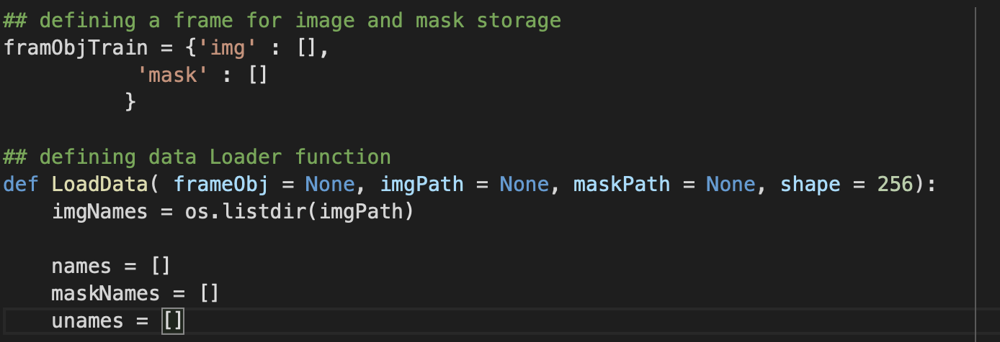 ## defining a frame for image and mask storage
framObjTrain = {'img' : [],
           'mask' : []
          }
## defining data Loader function
def LoadData( frameObj = None, imgPath = None, maskPath = None, shape = 256):
    imgNames = os.listdir(imgPath)
    names = []
    maskNames = []
    unames = []